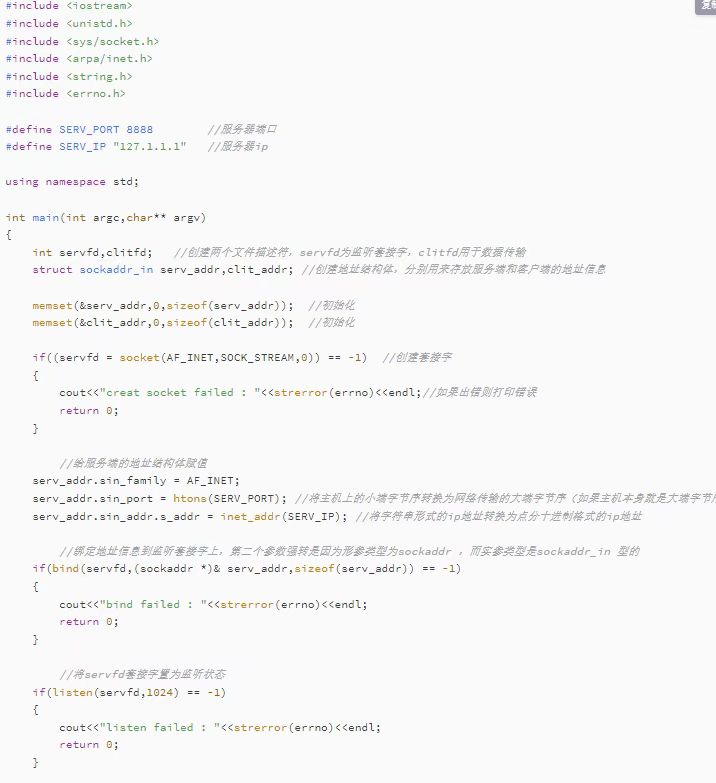 复制
#include <iostream>
#include <unistd.h>
#include <sys/socket.h>
#include <arpa/inet.h>
#include <string.h>
#include <errno.h>

#define SERV_PORT 8888        //服务器端口
#define SERV_IP "127.1.1.1"   //服务器ip

using namespace std;

int main(int argc,char** argv)
{
    int servfd,clitfd;   //创建两个文件描述符，servfd为监听套接字，clitfd用于数据传输
    struct sockaddr_in serv_addr,clit_addr; //创建地址结构体，分别用来存放服务端和客户端的地址信息

    memset(&serv_addr,0,sizeof(serv_addr));  //初始化
    memset(&clit_addr,0,sizeof(clit_addr));  //初始化

    if((servfd = socket(AF_INET,SOCK_STREAM,0)) == -1)  //创建套接字
    {
        cout<<"creat socket failed : "<<strerror(errno)<<endl;//如果出错则打印错误
        return 0;
    }

        //给服务端的地址结构体赋值
    serv_addr.sin_family = AF_INET;
    serv_addr.sin_port = htons(SERV_PORT); //将主机上的小端字节序转换为网络传输的大端字节序（如果主机本身就是大端字节序
    serv_addr.sin_addr.s_addr = inet_addr(SERV_IP); //将字符串形式的ip地址转换为点分十进制格式的ip地址

        //绑定地址信息到监听套接字上，第二个参数强转是因为形参类型为sockaddr ，而实参类型是sockaddr_in 型的
    if(bind(servfd,(sockaddr *)& serv_addr,sizeof(serv_addr)) == -1)
    {
        cout<<"bind failed : "<<strerror(errno)<<endl;
        return 0;
    }

        //将servfd套接字置为监听状态
    if(listen(servfd,1024) == -1)
    {
        cout<<"listen failed : "<<strerror(errno)<<endl;
        return 0;
    }